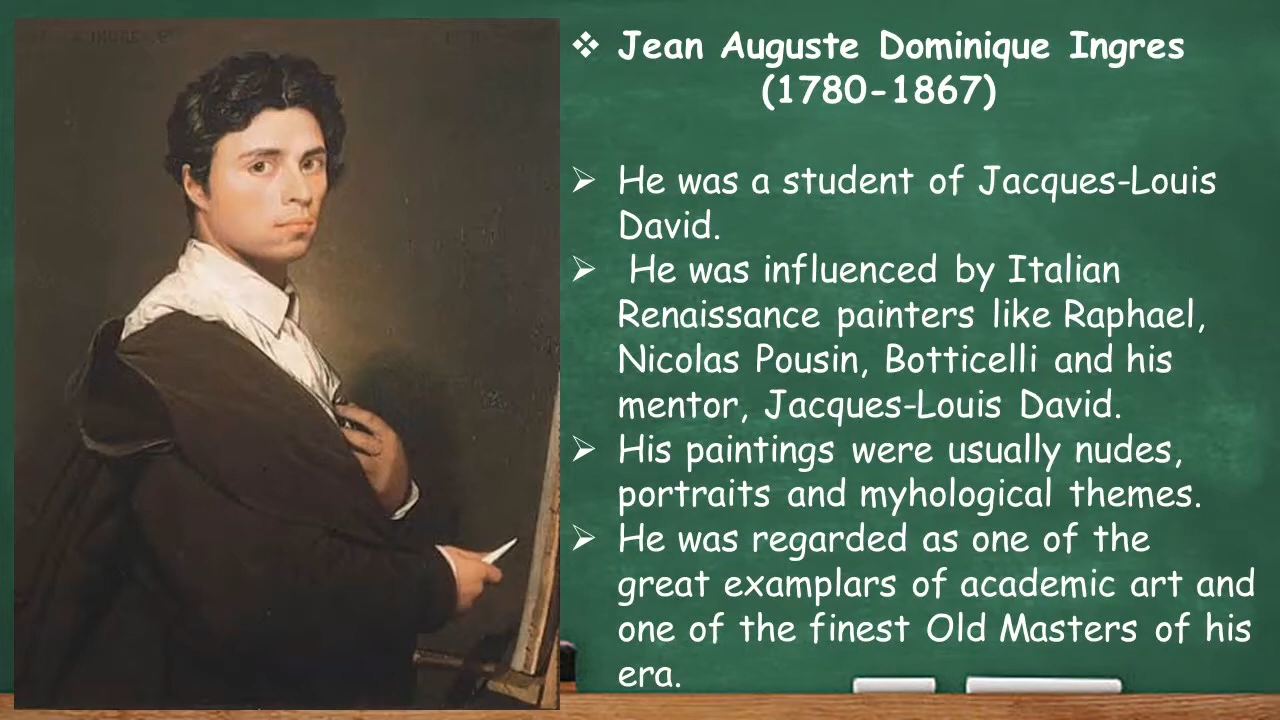 ❖ Jean Auguste Dominique Ingres
(1780-1867)
➢ He was a student of Jacques-Louis
David.
➢ He was influenced by Italian
Renaissance painters like Raphael,
Nicolas Pousin, Botticelli and his
mentor, Jacques-Louis David.
➢ His paintings were usually nudes,
portraits and myhological themes.
➢ He was regarded as one of the
great examplars of academic art and
one of the finest Old Masters of his
era.